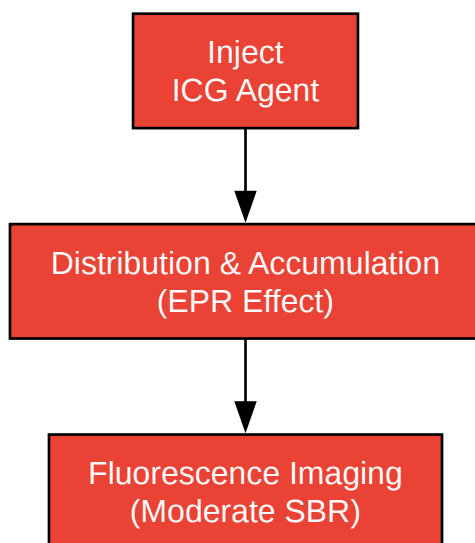 Inject
ICG Agent
Distribution & Accumulation
(EPR Effect)
Fluorescence Imaging
(Moderate SBR)